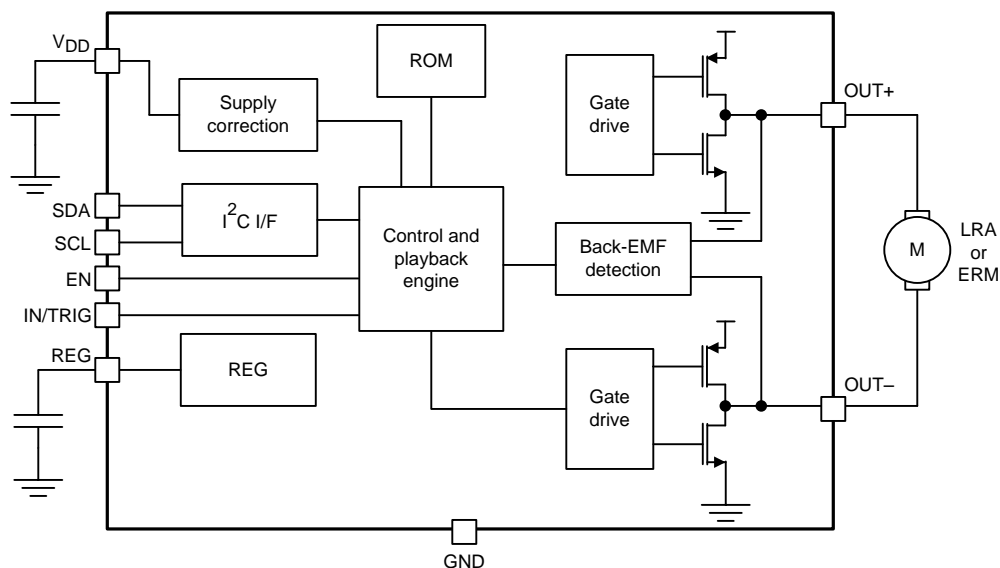 VDD
Supply
correction
ROM
Gate
drive
OUT+
SDA
SCL
I²C I/F
EN
IN/TRIG
Control and
playback
engine
Back-EMF
detection
M
LRA
or
ERM
REG
REG
Gate
drive
OUT–
GND